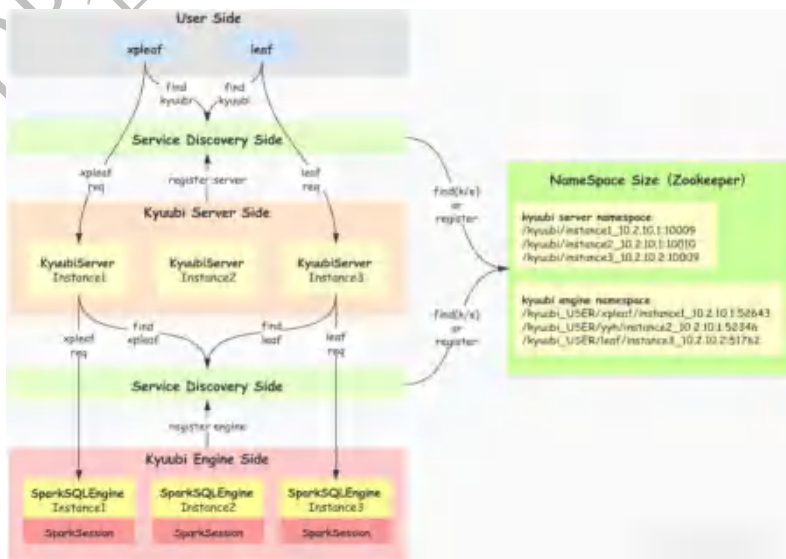 User Side
xpleaf
leaf
find
kyuubi
find
kyuubi
Service Discovery Side
xpleaf
req
register server
leaf
req
find(k/e)
or
register
Kyuubi Server Side
KyuubiServer
Instance1
KyuubiServer
Instance2
KyuubiServer
Instance3
xpleaf
req
find
xpleaf
find
leaf
leaf
req
find(k/e)
or
register
Service Discovery Side
register engine
Kyuubi Engine Side
SparkSQLEngine
Instance1
SparkSession
SparkSQLEngine
Instance2
SparkSession
SparkSQLEngine
Instance3
SparkSession
NameSpace Size (Zookeeper)
kyuubi server namespace
/kyuubi/instance1_10.2.10.1:10009
/kyuubi/instance2_10.2.10.1:10010
/kyuubi/instance3_10.2.10.2:10009
kyuubi engine namespace
/kyuubi_USER/xpleaf/instance1_10.2.10.1:52643
/kyuubi_USER/yyh/instance2_10.2.10.1:52346
/kyuubi_USER/leaf/instance3_10.2.10.2:51762